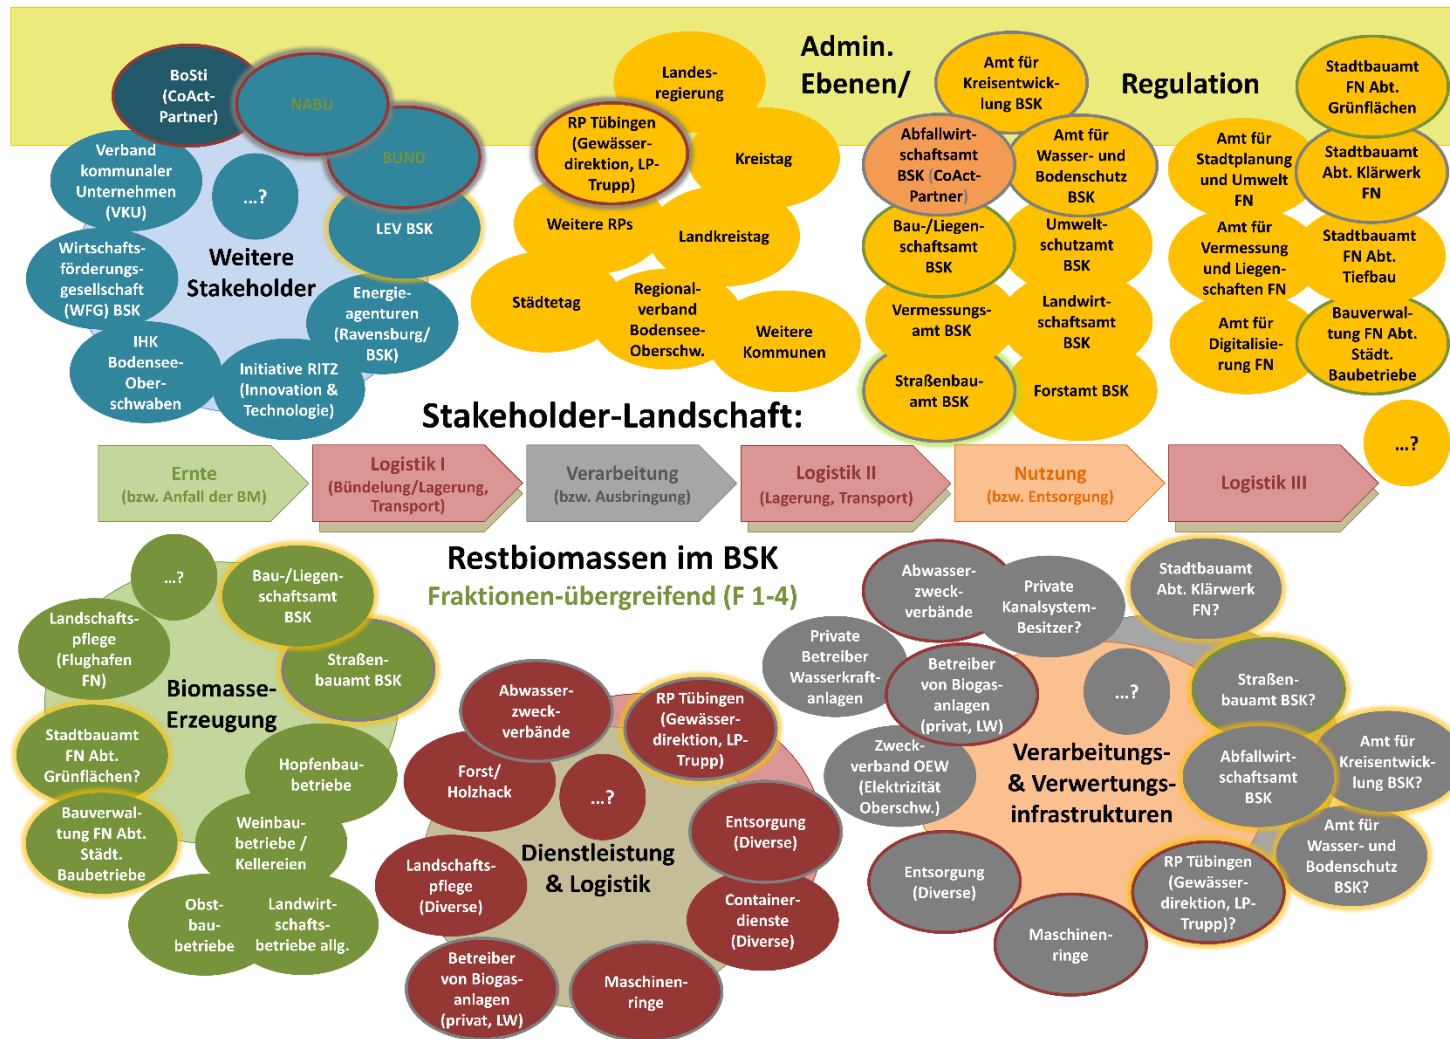 Admin.
Ebenen/
Regulation
BoSti
(CoAct-
Partner)
NABU
BUND
LEV BSK
Verband
kommunaler
Unternehmen
(VKU)
...?
Weitere
Stakeholder
Wirtschafts-
förderungs-
gesellschaft
(WFG) BSK
Energie-
agenturen
(Ravensburg/
BSK)
IHK
Bodensee-
Ober-
schwaben
Initiative RITZ
(Innovation &
Technologie)
Landes-
regierung
RP Tübingen
(Gewässer-
direktion, LP-
Trupp)
Kreistag
Weitere RPs
Landkreistag
Städtetag
Regional-
verband
Bodensee-
Oberschw.
Weitere
Kommunen
Amt für
Kreisentwick-
lung BSK
Abfallwirt-
schaftsamt
BSK (CoAct-
Partner)
Amt für
Wasser- und
Bodenschutz
BSK
Bau-/Liegen-
schaftsamt
BSK
Umwelt-
schutzamt
BSK
Vermessungs-
amt BSK
Landwirt-
schaftsamt
BSK
Straßenbau-
amt BSK
Forstamt BSK
Stadtbauamt
FN Abt.
Grünflächen
Amt für
Stadtplanung
und Umwelt
FN
Stadtbauamt
Abt. Klärwerk
FN
Amt für
Vermessung
und Liegen-
schaften FN
Stadtbauamt
FN Abt.
Tiefbau
Amt für
Digitalisie-
rung FN
Bauverwal-
tung FN Abt.
Städt.
Baubetriebe
...?
Stakeholder-Landschaft:
Ernte
(bzw. Anfall der BM)
Logistik I
(Bündelung/Lagerung,
Transport)
Verarbeitung
(bzw. Ausbringung)
Logistik II
(Lagerung, Transport)
Nutzung
(bzw. Entsorgung)
Logistik III
Restbiomassen im BSK
Fraktionen-übergreifend (F 1-4)
...?
Bau-/Liegen-
schaftsamt
BSK
Landschafts-
pflege
(Flughafen
FN)
Straßen-
bauamt BSK
Biomasse-
Erzeugung
Stadtbauamt
FN Abt.
Grünflächen?
Hopfenbau-
betriebe
Bauverwal-
tung FN Abt.
Städt.
Baubetriebe
Weinbau-
betriebe /
Kellereien
Obst-
bau-
betriebe
Landwirt-
schafts-
betriebe allg.
Abwasser-
zweck-
verbände
RP Tübingen
(Gewässer-
direktion, LP-
Trupp)
Forst/
Holzhack
...?
Entsorgung
(Diverse)
Dienstleistung
& Logistik
Landschafts-
pflege
(Diverse)
Container-
dienste
(Diverse)
Betreiber
von Biogas-
anlagen
(privat, LW)
Maschinen-
ringe
Abwasser-
zweck-
verbände
Private
Kanalsystem-
Besitzer?
Stadtbauamt
Abt. Klärwerk
FN?
Private
Betreiber
Wasserkraft-
anlagen
Betreiber
von Biogas-
anlagen
(privat, LW)
...?
Straßen-
bauamt BSK?
Zweck-
verband OEW
(Elektrizität
Oberschw.)
Verarbeitungs-
& Verwertungs-
infrastrukturen
Abfallwirt-
schaftsamt
BSK
Amt für
Kreisentwick-
lung BSK?
Amt für
Wasser- und
Bodenschutz
BSK?
Entsorgung
(Diverse)
RP Tübingen
(Gewässer-
direktion, LP-
Trupp)?
Maschinen-
ringe